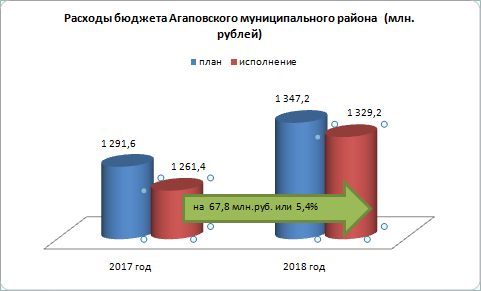 Расходы бюджета Агаповского муниципального района (млн.
рублей)
план исполнение
1 347,2
1 329,2
1 291,6
1 261,4
на 67,8 млн.руб. или 5,4%
2017 год 2018 год